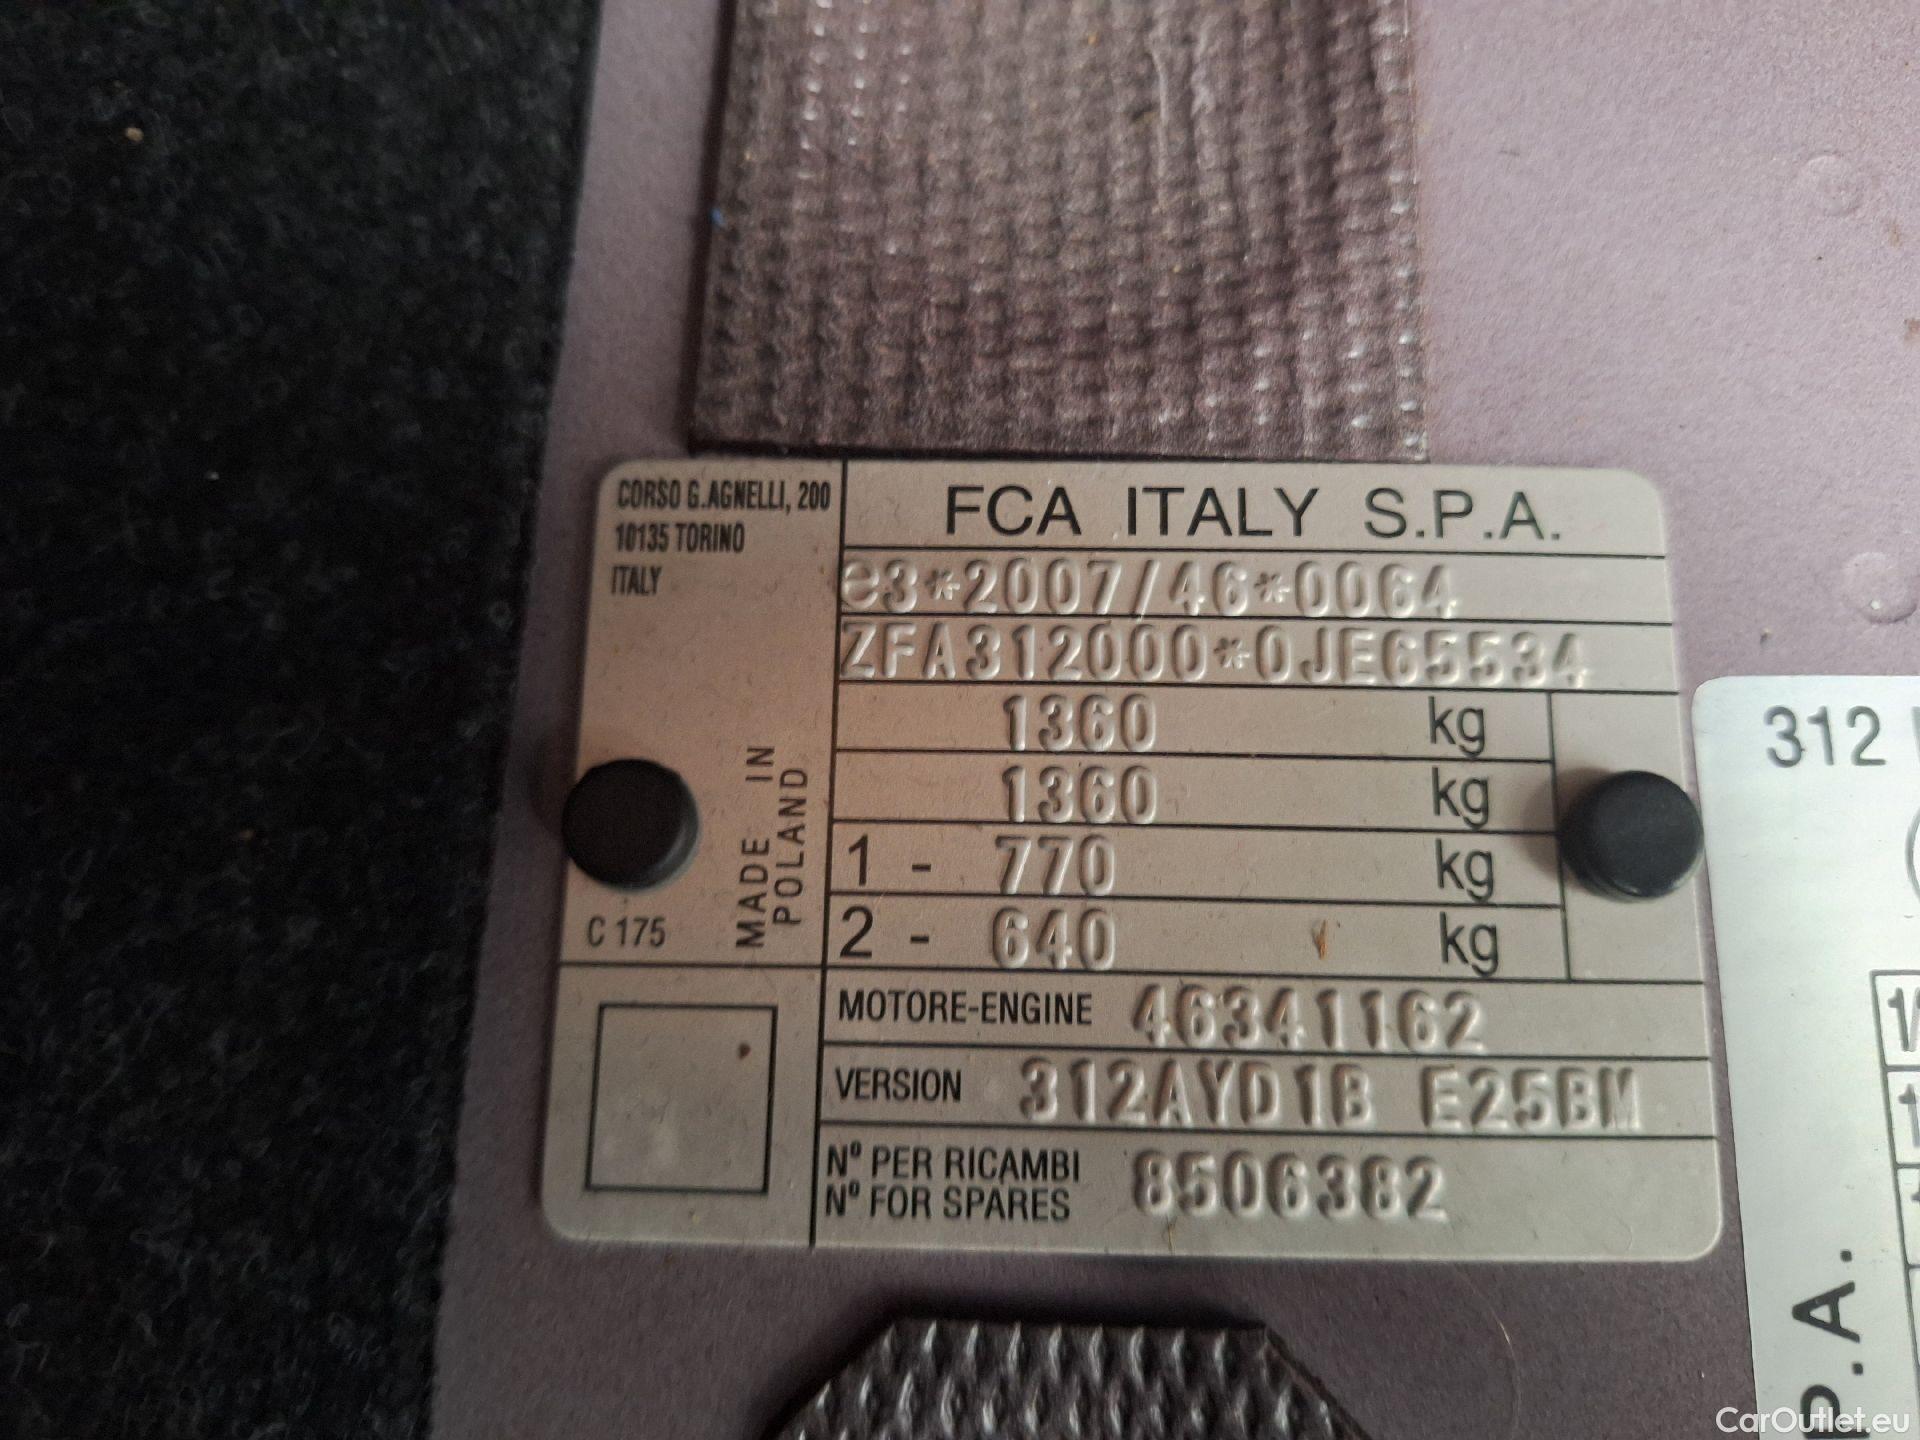 CORSO G.AGNELLI, 200
10135 TORINO
ITALY
MADE IN
POLAND
C 175
FCA ITALY S.P.A.
e3*2007/46*0064
ZFA312000*0JE65534
1360 kg
1360 kg
1 - 770 kg
2 - 640 kg
MOTORE-ENGINE 46341162
VERSION 312AYD1B E25BM
Nº PER RICAMBI
Nº FOR SPARES 8506382
312
P.A.
CarOutlet.eu